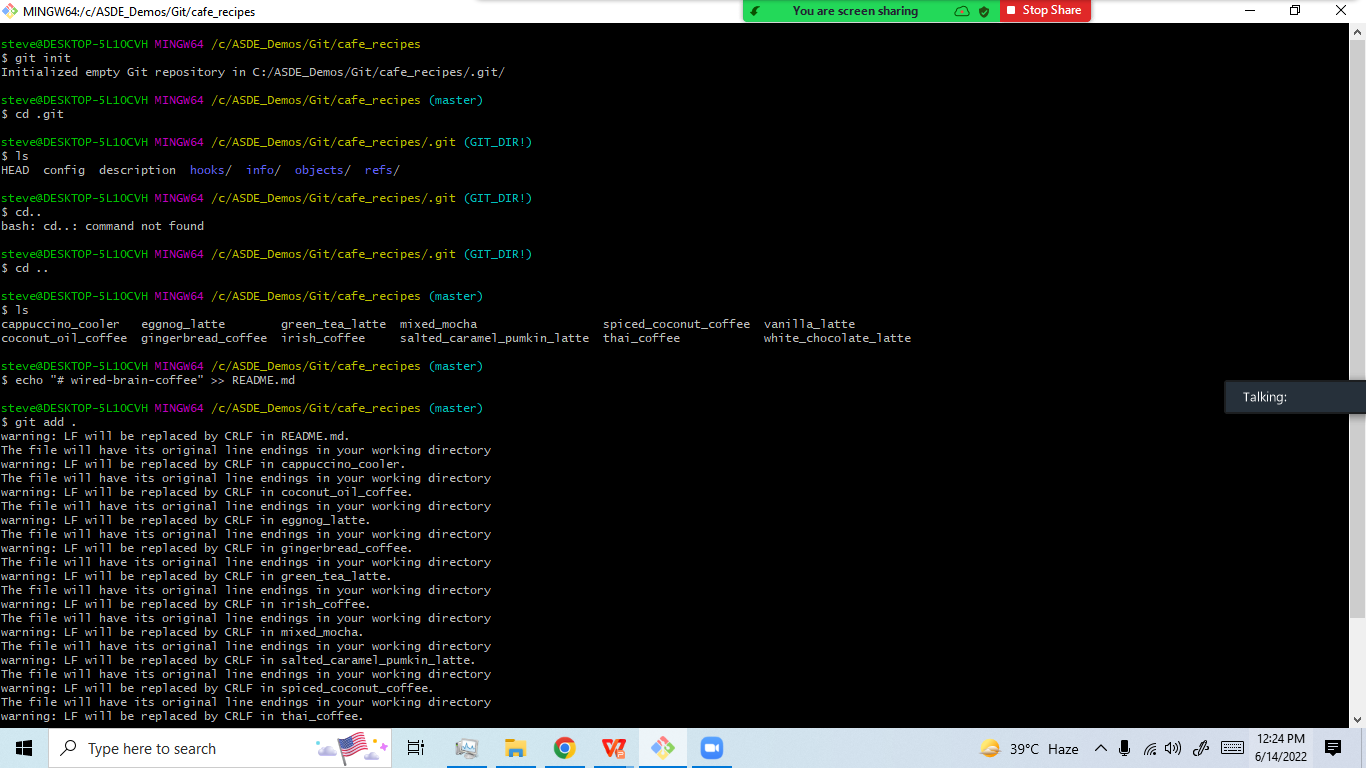 MINGW64:/c/ASDE_Demos/Git/cafe_recipes
You are screen sharing
Stop Share
steve@DESKTOP-5L1OCVH MINGW64 /c/ASDE_Demos/Git/cafe_recipes
$ git init
Initialized empty Git repository in C:/ASDE_Demos/Git/cafe_recipes/.git/
steve@DESKTOP-5L1OCVH MINGW64 /c/ASDE_Demos/Git/cafe_recipes (master)
$ cd .git
steve@DESKTOP-5L1OCVH MINGW64 /c/ASDE_Demos/Git/cafe_recipes/.git (GIT_DIR!)
$ ls
HEAD  config  description  hooks/  info/  objects/  refs/
steve@DESKTOP-5L1OCVH MINGW64 /c/ASDE_Demos/Git/cafe_recipes/.git (GIT_DIR!)
$ cd..
bash: cd..: command not found
steve@DESKTOP-5L1OCVH MINGW64 /c/ASDE_Demos/Git/cafe_recipes/.git (GIT_DIR!)
$ cd ..
steve@DESKTOP-5L1OCVH MINGW64 /c/ASDE_Demos/Git/cafe_recipes (master)
$ ls
cappuccino_cooler   eggnog_latte        green_tea_latte  mixed_mocha                  spiced_coconut_coffee  vanilla_latte
coconut_oil_coffee  gingerbread_coffee  irish_coffee     salted_caramel_pumkin_latte  thai_coffee            white_chocolate_latte
steve@DESKTOP-5L1OCVH MINGW64 /c/ASDE_Demos/Git/cafe_recipes (master)
$ echo "# wired-brain-coffee" >> README.md
steve@DESKTOP-5L1OCVH MINGW64 /c/ASDE_Demos/Git/cafe_recipes (master)
$ git add .
warning: LF will be replaced by CRLF in README.md.
The file will have its original line endings in your working directory
warning: LF will be replaced by CRLF in cappuccino_cooler.
The file will have its original line endings in your working directory
warning: LF will be replaced by CRLF in coconut_oil_coffee.
The file will have its original line endings in your working directory
warning: LF will be replaced by CRLF in eggnog_latte.
The file will have its original line endings in your working directory
warning: LF will be replaced by CRLF in gingerbread_coffee.
The file will have its original line endings in your working directory
warning: LF will be replaced by CRLF in green_tea_latte.
The file will have its original line endings in your working directory
warning: LF will be replaced by CRLF in irish_coffee.
The file will have its original line endings in your working directory
warning: LF will be replaced by CRLF in mixed_mocha.
The file will have its original line endings in your working directory
warning: LF will be replaced by CRLF in salted_caramel_pumkin_latte.
The file will have its original line endings in your working directory
warning: LF will be replaced by CRLF in spiced_coconut_coffee.
The file will have its original line endings in your working directory
warning: LF will be replaced by CRLF in thai_coffee.
Talking:
Type here to search
39°C Haze
12:24 PM
6/14/2022